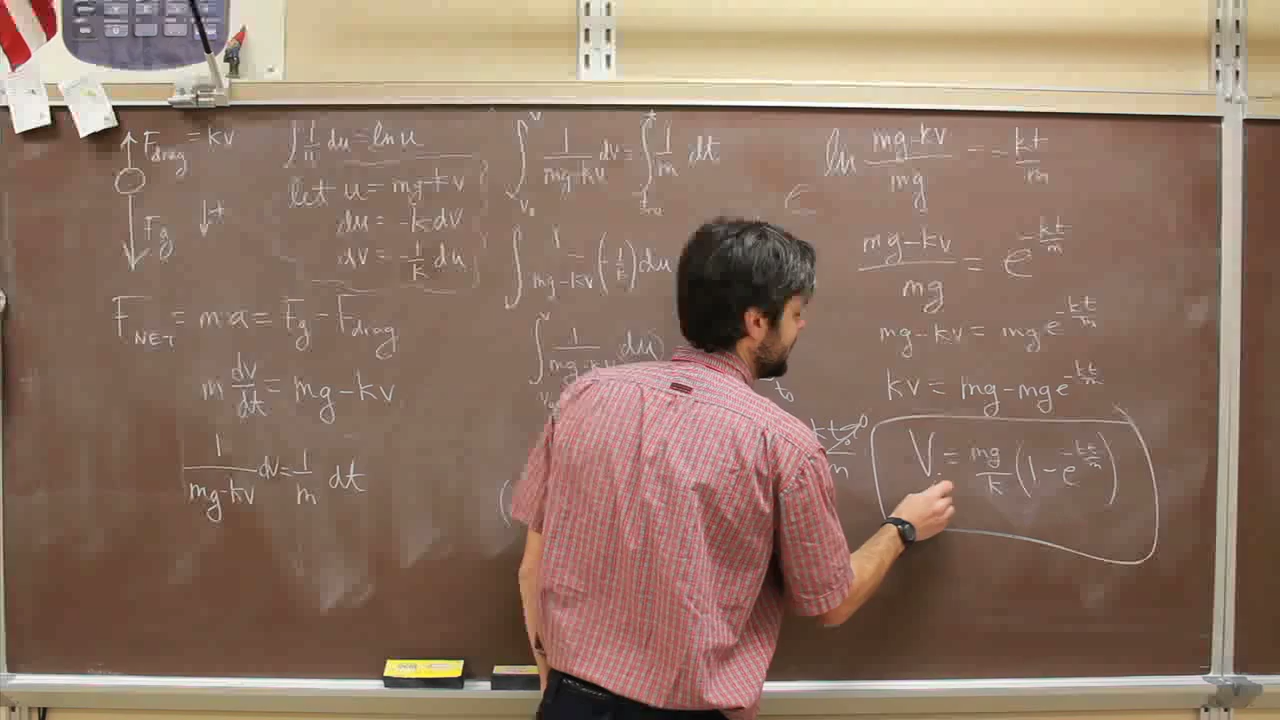 F_drag = kv
F_g
↓+
F_NET = m·a = F_g - F_drag
m dv/dt = mg-kv
1/(mg-kv) dv = 1/m dt
∫ 1/u du = ln u
let u = mg-kv
du = -k dv
dv = -1/k du
∫ 1/(mg-kv) dv = ∫ 1/m dt
∫ 1/(mg-kv) (-1/k) du
ln (mg-kv)/mg = -kt/m
(mg-kv)/mg = e^(-kt/m)
mg-kv = mg e^(-kt/m)
kv = mg-mg e^(-kt/m)
V = mg/k (1-e^(-kt/m))